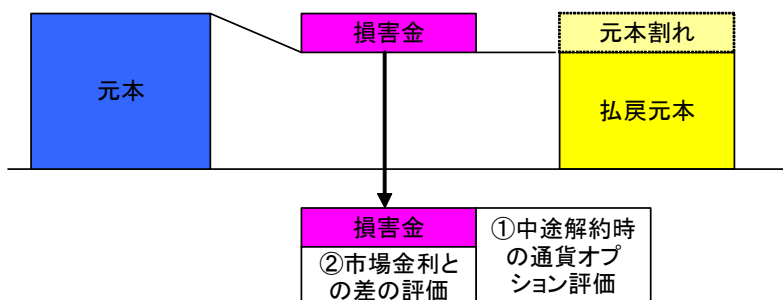 元本
損害金
元本割れ
払戻元本
損害金
②市場金利と
の差の評価
①中途解約時
の通貨オプ
ション評価